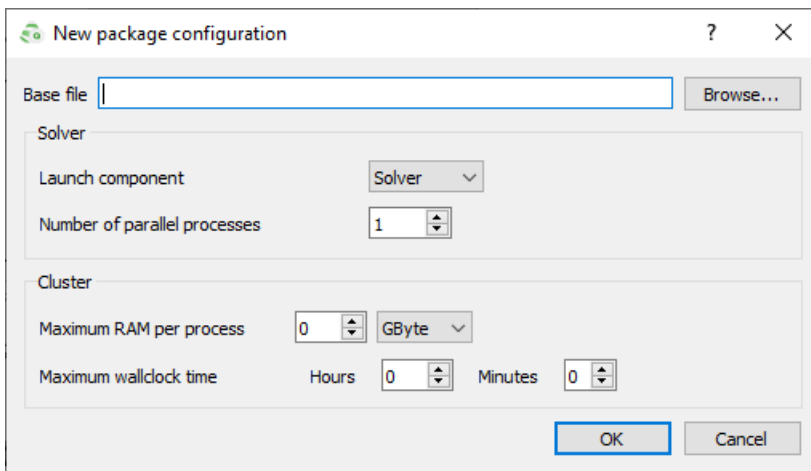 New package configuration ?
Base file Browse...
Solver
Launch component Solver
Number of parallel processes 1
Cluster
Maximum RAM per process 0 GByte
Maximum wallclock time Hours 0 Minutes 0
OK Cancel